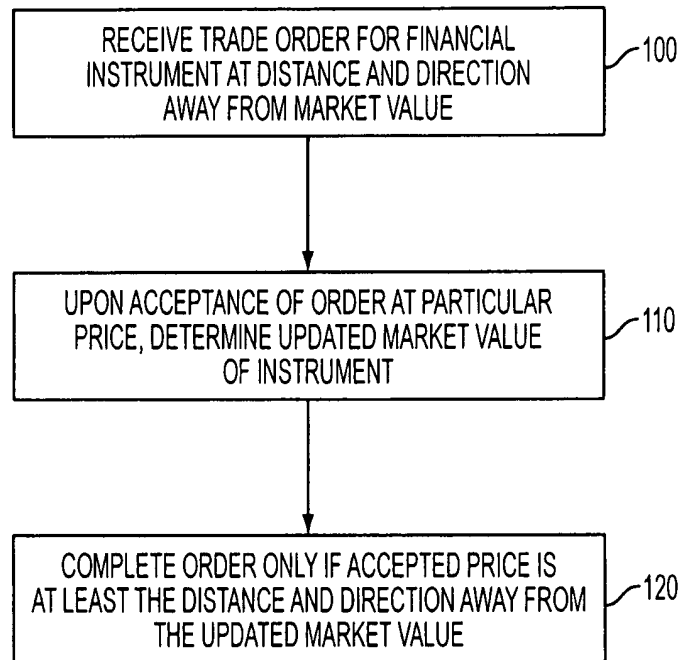 RECEIVE TRADE ORDER FOR FINANCIAL
INSTRUMENT AT DISTANCE AND DIRECTION
AWAY FROM MARKET VALUE
100
UPON ACCEPTANCE OF ORDER AT PARTICULAR
PRICE, DETERMINE UPDATED MARKET VALUE
OF INSTRUMENT
110
COMPLETE ORDER ONLY IF ACCEPTED PRICE IS
AT LEAST THE DISTANCE AND DIRECTION AWAY FROM
THE UPDATED MARKET VALUE
120